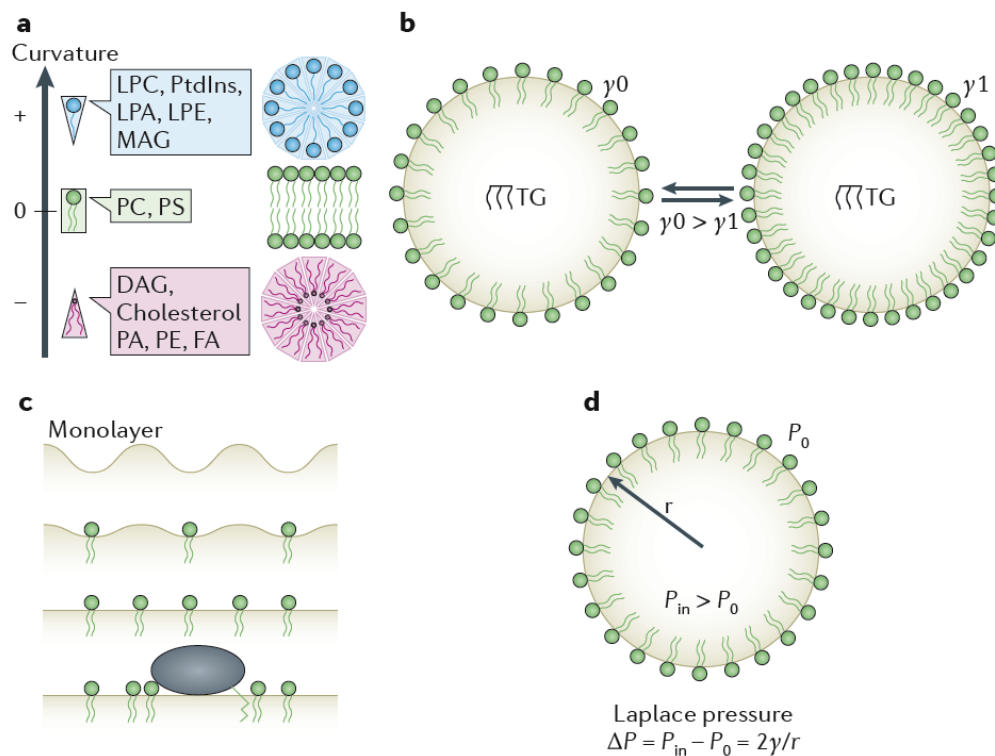 a
Curvature
+
LPC, PtdIns,
LPA, LPE,
MAG
0
PC, PS
–
DAG,
Cholesterol
PA, PE, FA
b
γ0
TG
γ0 > γ1
γ1
TG
c
Monolayer
d
P₀
r
Pᵢₙ > P₀
Laplace pressure
ΔP = Pᵢₙ – P₀ = 2γ/r